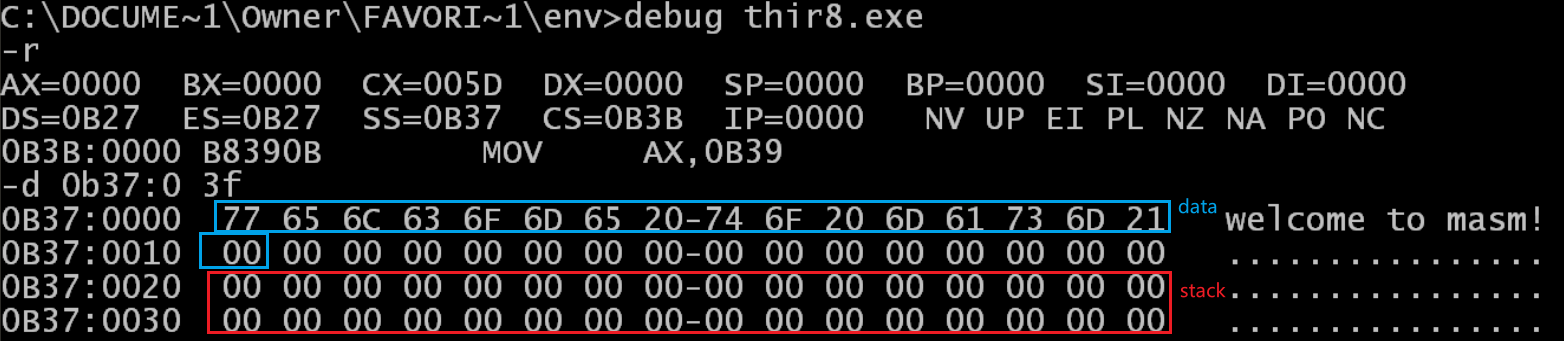 C:\DOCUME~1\Owner\FAVORI~1\env>debug thir8.exe
-r
AX=0000  BX=0000  CX=005D  DX=0000  SP=0000  BP=0000  SI=0000  DI=0000
DS=0B27  ES=0B27  SS=0B37  CS=0B3B  IP=0000   NV UP EI PL NZ NA PO NC
0B3B:0000 B8390B        MOV     AX,0B39
-d 0b37:0 3f
0B37:0000  77 65 6C 63 6F 6D 65 20-74 6F 20 6D 61 73 6D 21 data welcome to masm!
0B37:0010  00 00 00 00 00 00 00 00-00 00 00 00 00 00 00 00   ................
0B37:0020  00 00 00 00 00 00 00 00-00 00 00 00 00 00 00 00 stack ................
0B37:0030  00 00 00 00 00 00 00 00-00 00 00 00 00 00 00 00   ................